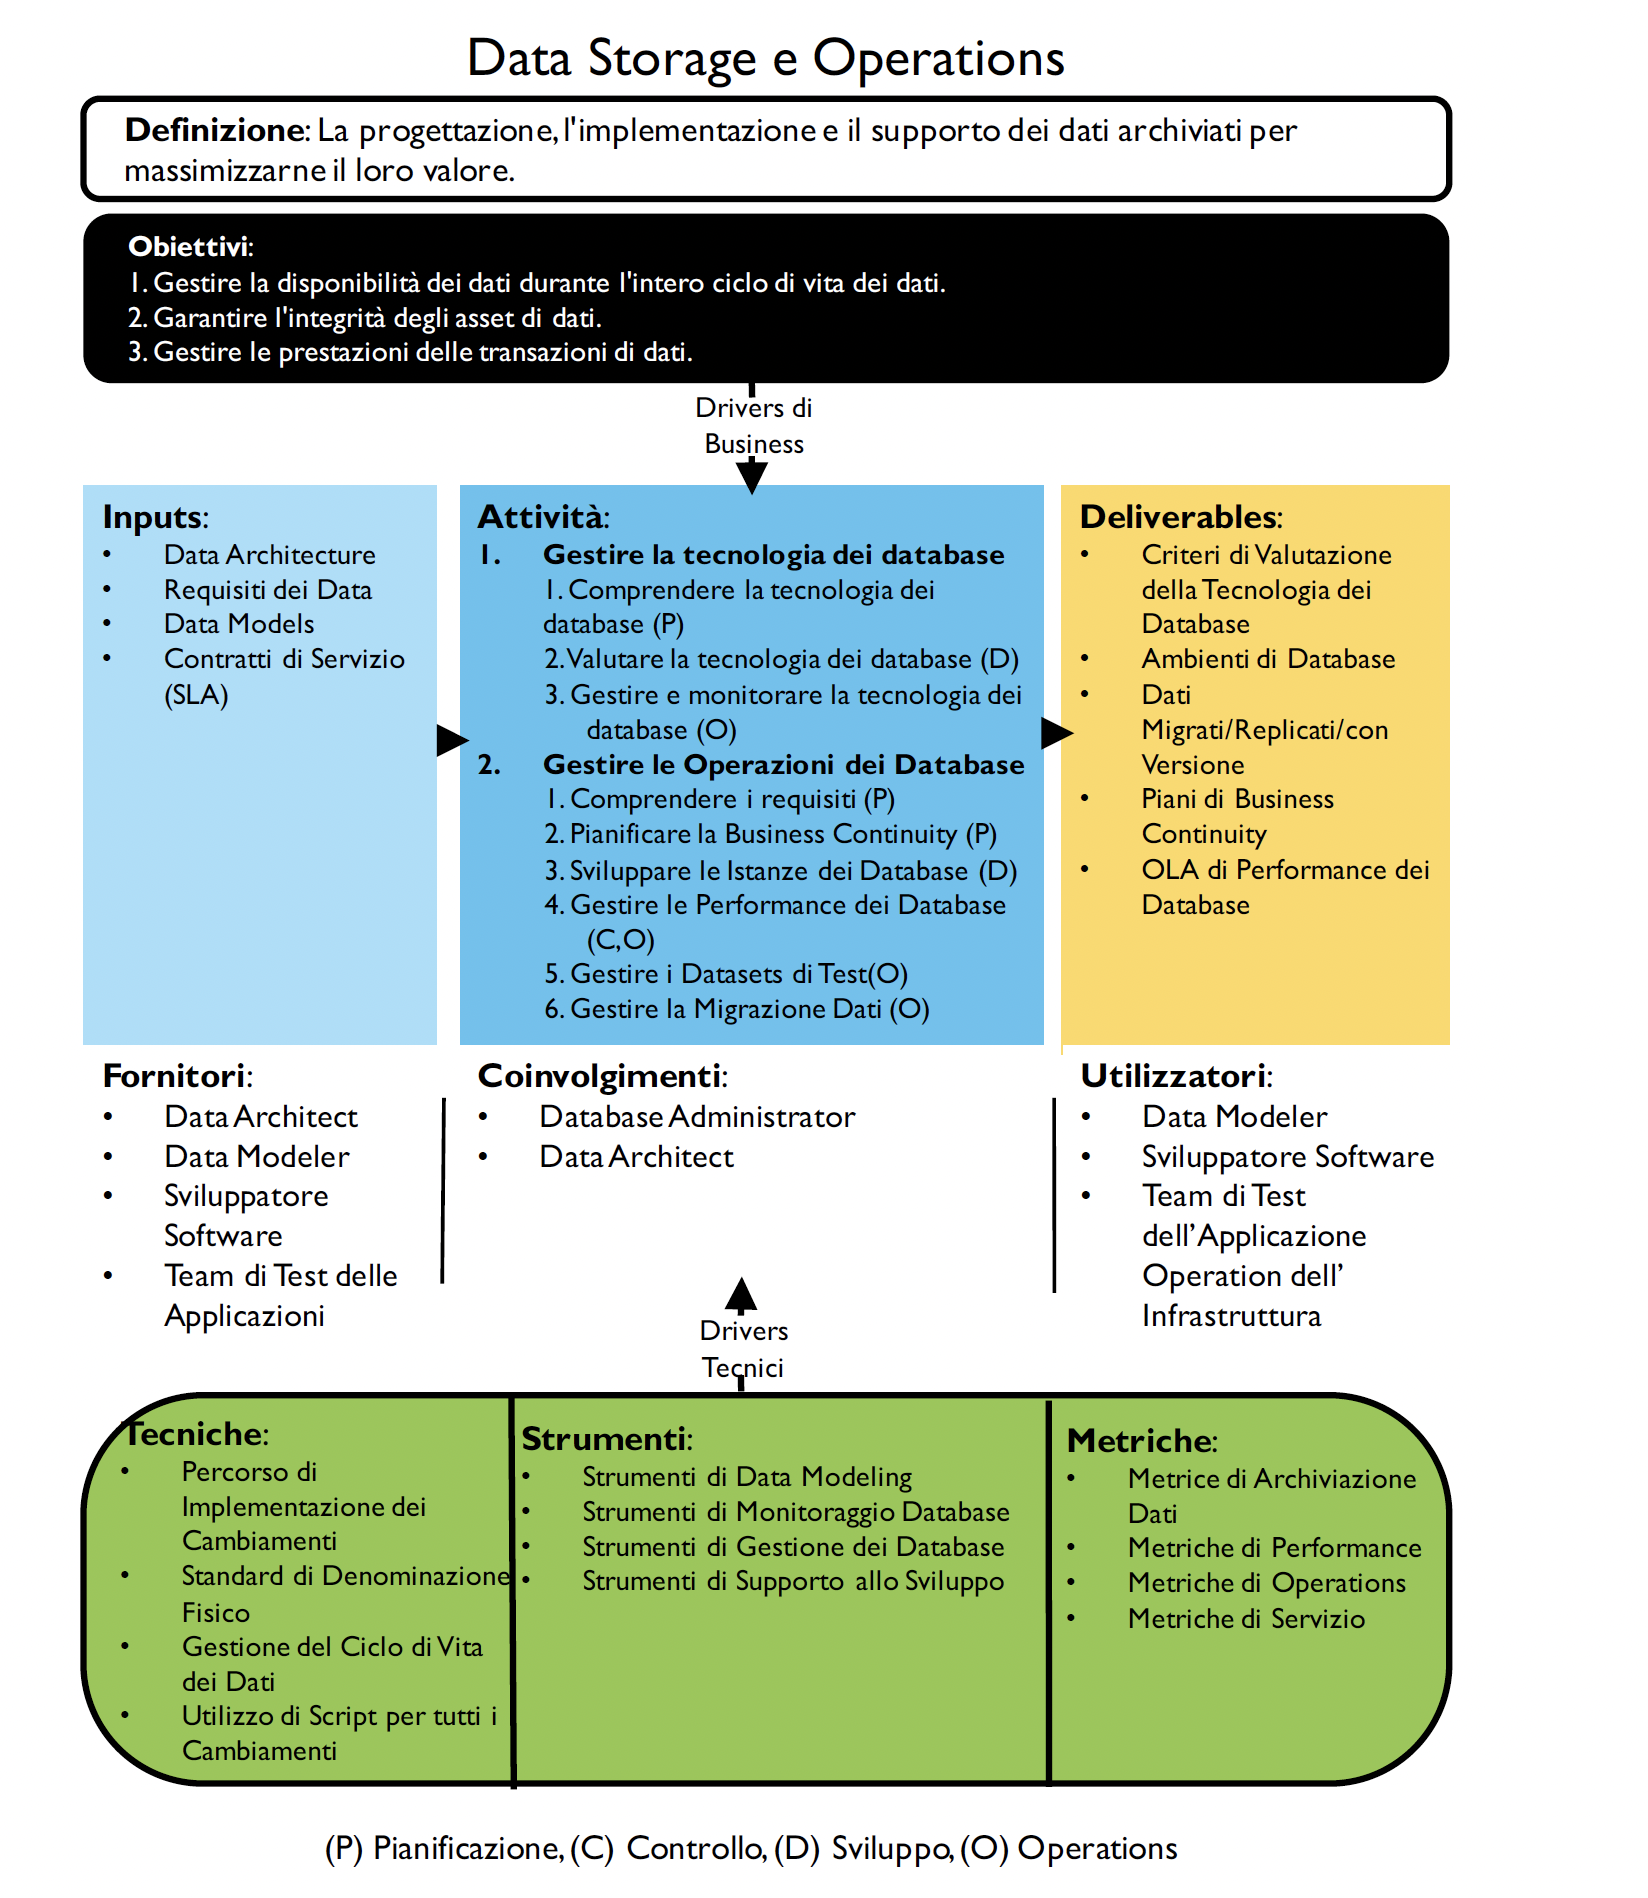 Data Storage e Operations
Definizione: La progettazione, l'implementazione e il supporto dei dati archiviati per
massimizzarne il loro valore.
Obiettivi:
1. Gestire la disponibilità dei dati durante l'intero ciclo di vita dei dati.
2. Garantire l'integrità degli asset di dati.
3. Gestire le prestazioni delle transazioni di dati.
Drivers di
Business
Inputs:
• Data Architecture
• Requisiti dei Data
• Data Models
• Contratti di Servizio
(SLA)
Attività:
1. Gestire la tecnologia dei database
1. Comprendere la tecnologia dei
database (P)
2. Valutare la tecnologia dei database (D)
3. Gestire e monitorare la tecnologia dei
database (O)
2. Gestire le Operazioni dei Database
1. Comprendere i requisiti (P)
2. Pianificare la Business Continuity (P)
3. Sviluppare le Istanze dei Database (D)
4. Gestire le Performance dei Database
(C,O)
5. Gestire i Datasets di Test(O)
6. Gestire la Migrazione Dati (O)
Deliverables:
• Criteri di Valutazione
della Tecnologia dei
Database
• Ambienti di Database
• Dati
Migrati/Replicati/con
Versione
• Piani di Business
Continuity
• OLA di Performance dei
Database
Fornitori:
• Data Architect
• Data Modeler
• Sviluppatore
Software
• Team di Test delle
Applicazioni
Coinvolgimenti:
• Database Administrator
• Data Architect
Utilizzatori:
• Data Modeler
• Sviluppatore Software
• Team di Test
dell’Applicazione
Operation dell’
Infrastruttura
Drivers
Tecnici
Tecniche:
• Percorso di
Implementazione dei
Cambiamenti
• Standard di Denominazione
Fisico
• Gestione del Ciclo di Vita
dei Dati
• Utilizzo di Script per tutti i
Cambiamenti
Strumenti:
• Strumenti di Data Modeling
• Strumenti di Monitoraggio Database
• Strumenti di Gestione dei Database
• Strumenti di Supporto allo Sviluppo
Metriche:
• Metrice di Archiviazione
Dati
• Metriche di Performance
• Metriche di Operations
• Metriche di Servizio
(P) Pianificazione, (C) Controllo, (D) Sviluppo, (O) Operations